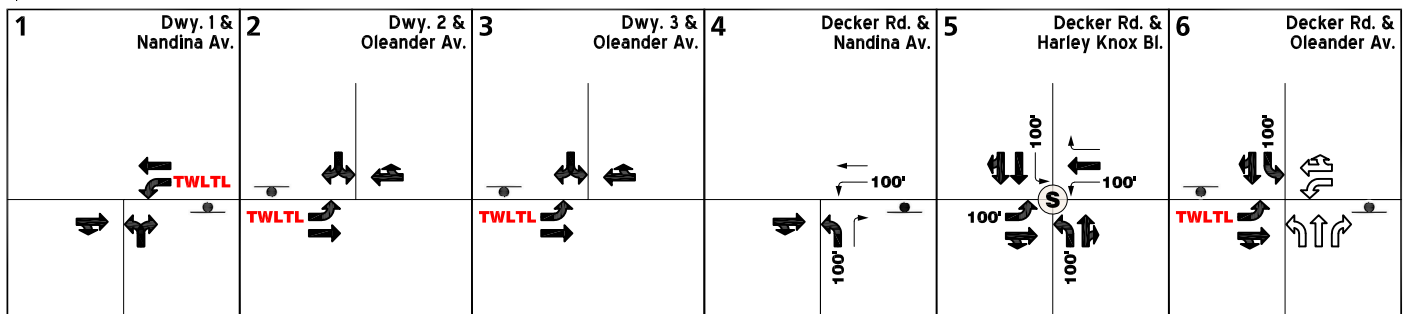 1
Dwy. 1 &
Nandina Av.
TWLTL
2
Dwy. 2 &
Oleander Av.
TWLTL
3
Dwy. 3 &
Oleander Av.
TWLTL
4
Decker Rd. &
Nandina Av.
100'
100'
5
Decker Rd. &
Harley Knox Bl.
100'
100'
S
100'
100'
6
Decker Rd. &
Oleander Av.
100'
TWLTL